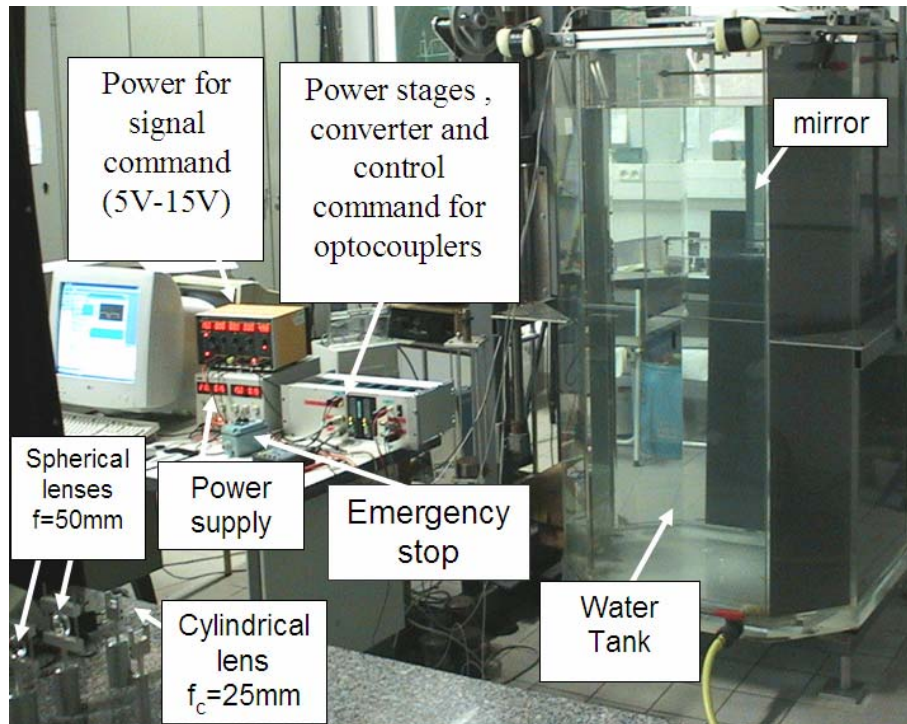 Power for
signal
command
(5V-15V)
Power stages ,
converter and
control
command for
optocouplers
mirror
Spherical
lenses
f=50mm
Power
supply
Emergency
stop
Cylindrical
lens
fc=25mm
Water
Tank